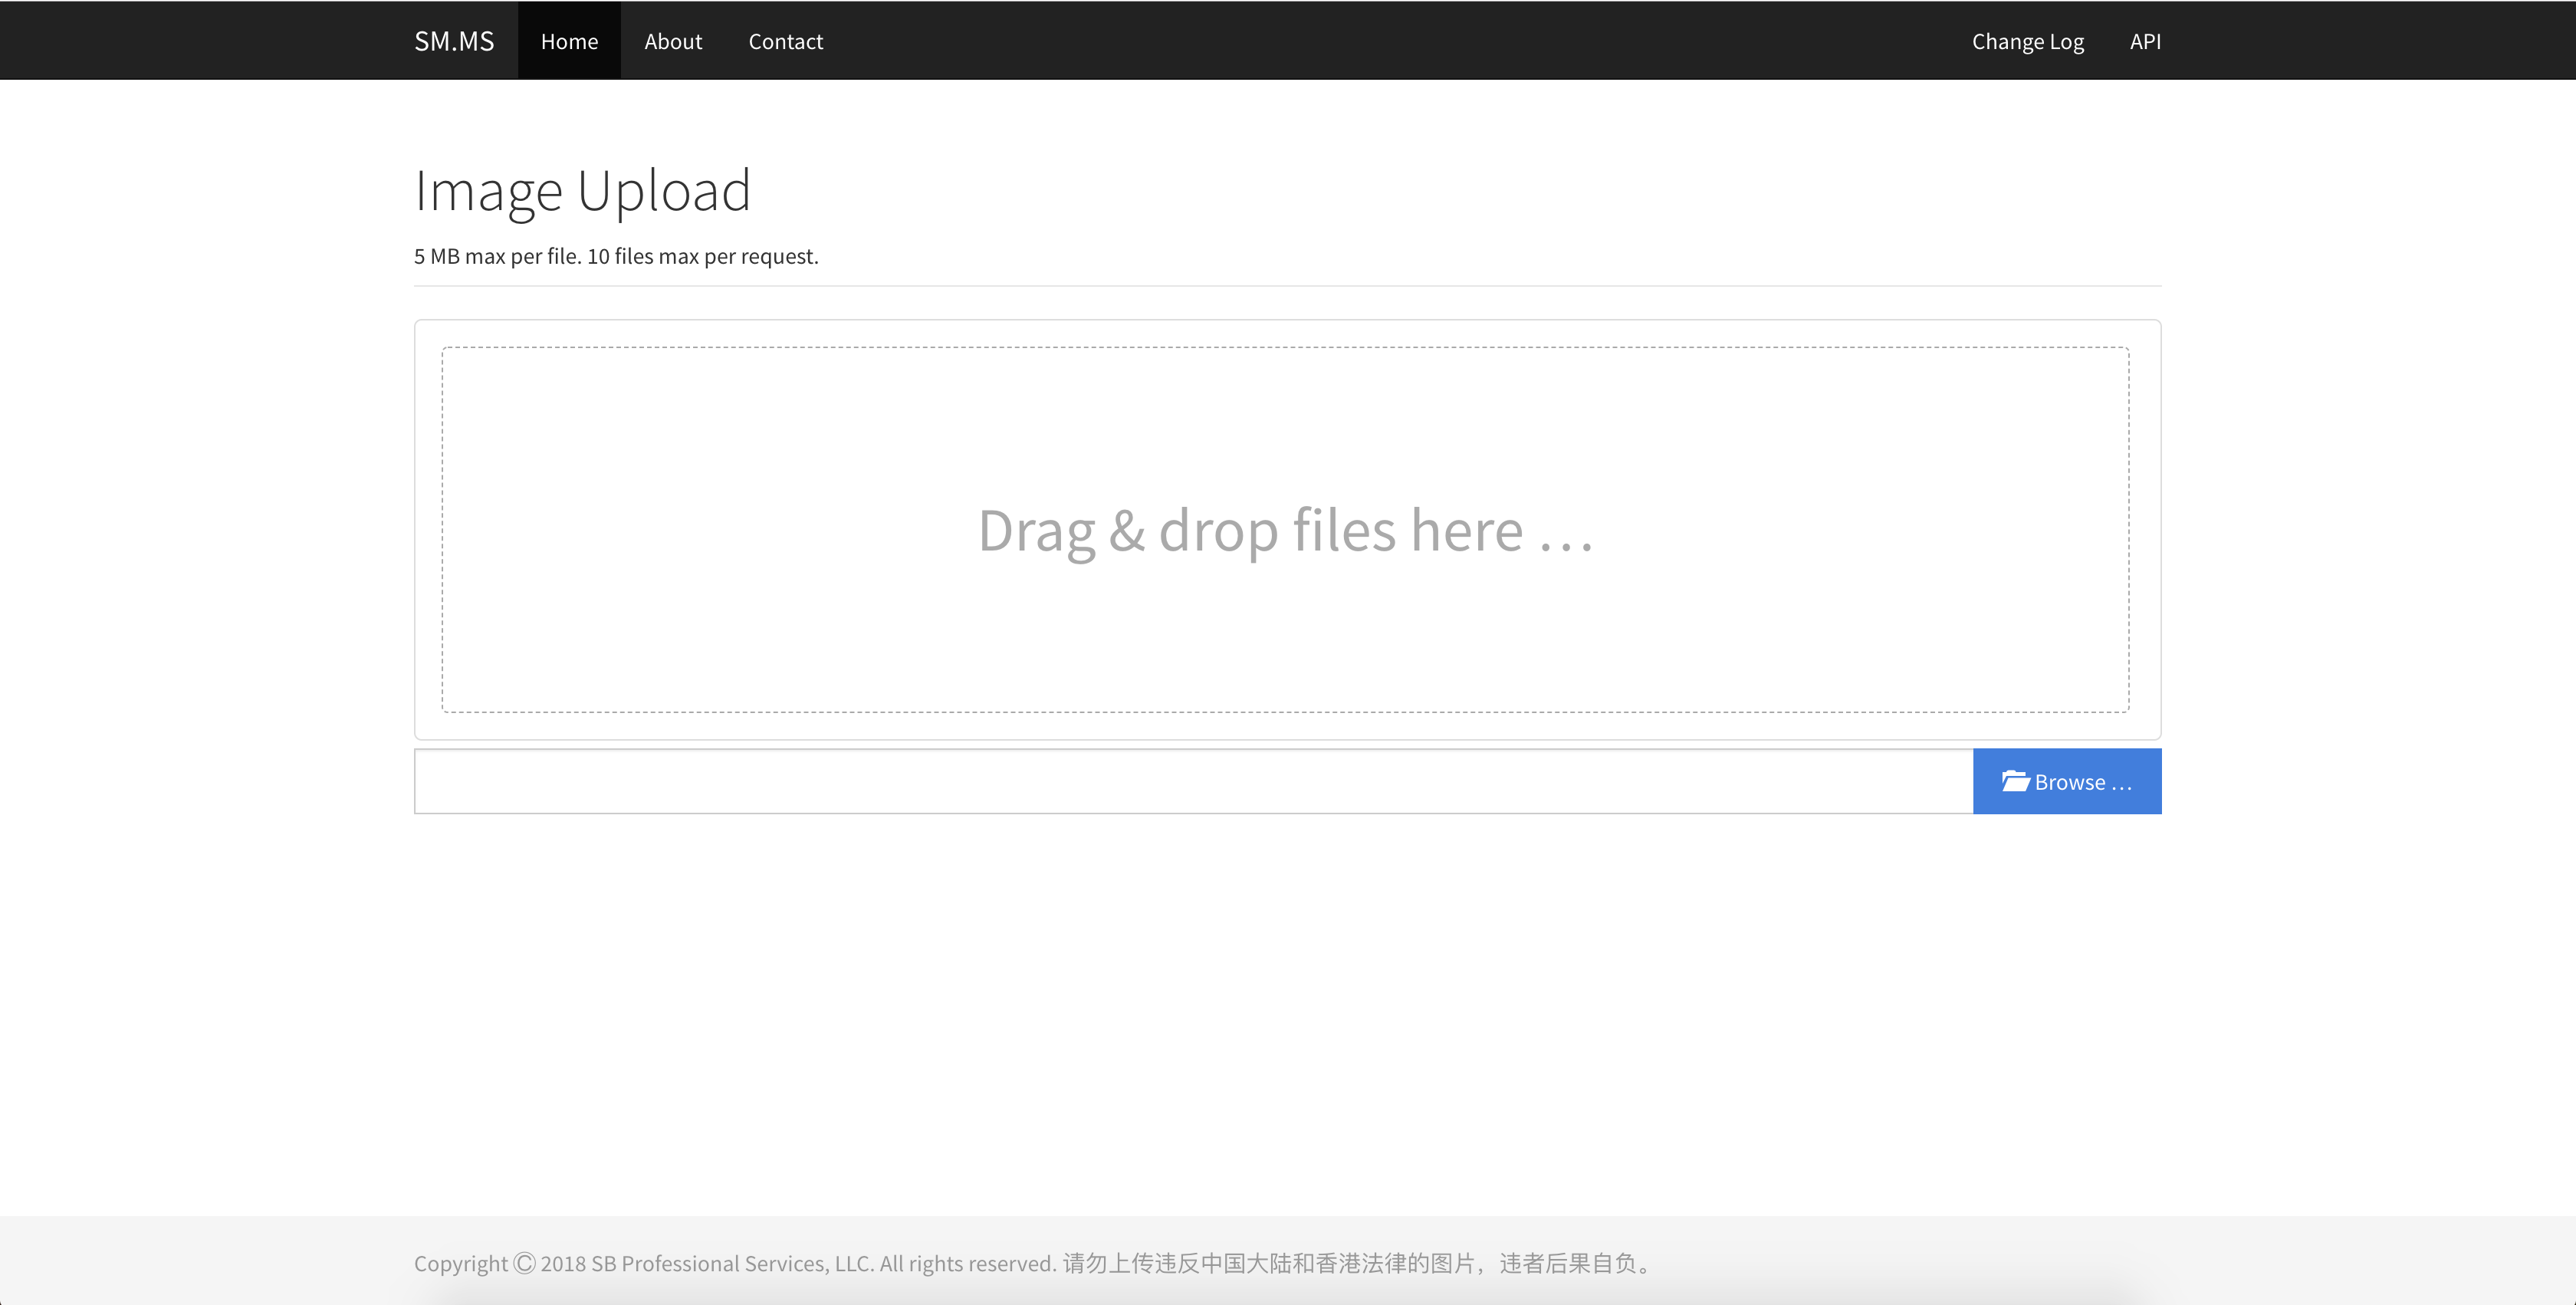 SM.MS Home About Contact Change Log API
Image Upload
5 MB max per file. 10 files max per request.
Drag & drop files here …
Browse …
Copyright © 2018 SB Professional Services, LLC. All rights reserved. 请勿上传违反中国大陆和香港法律的图片，违者后果自负。